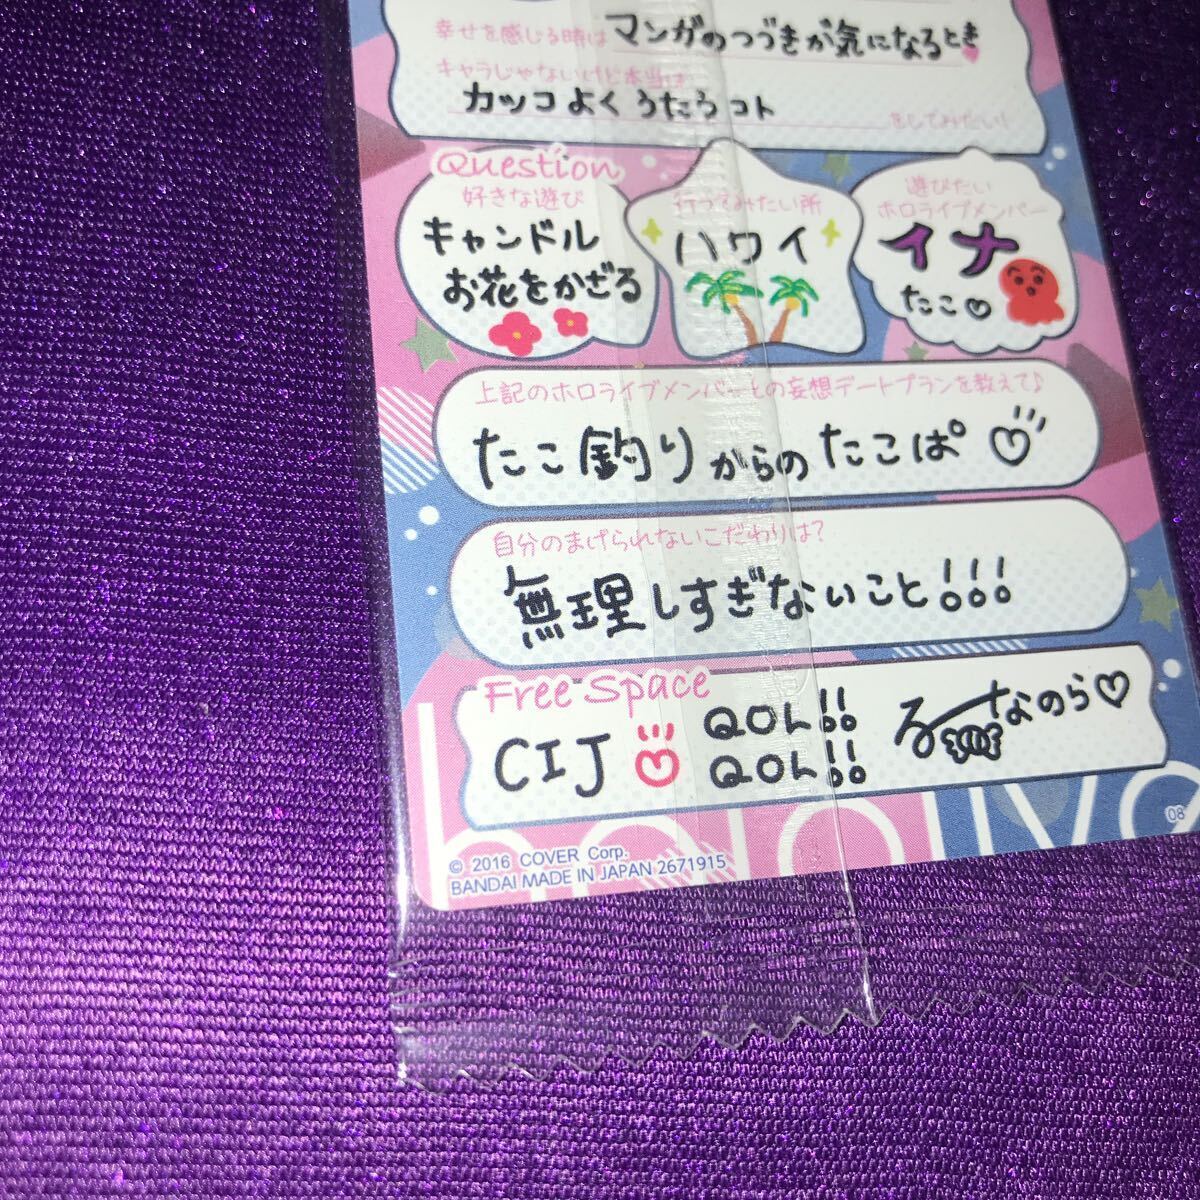 幸せを感じる時は マンガのつづきが気になるとき
キャラじゃないけど本当は
カッコよくうたうコト をしてみたい!
Question
好きな遊び
キャンドル
お花をかざる
行ってみたい所
ハワイ
遊びたい
ホロライブメンバー
イナ
たこ♡
上記のホロライブメンバーとの妄想デートプランを教えて♪
たこ釣りからのたこぱ♡
自分のまげられないこだわりは?
無理しすぎないこと!!!
Free Space
CIJ
QOL!!
QOL!!
るーなのら♡
hololive
08
© 2016 COVER Corp.
BANDAI MADE IN JAPAN 2671915